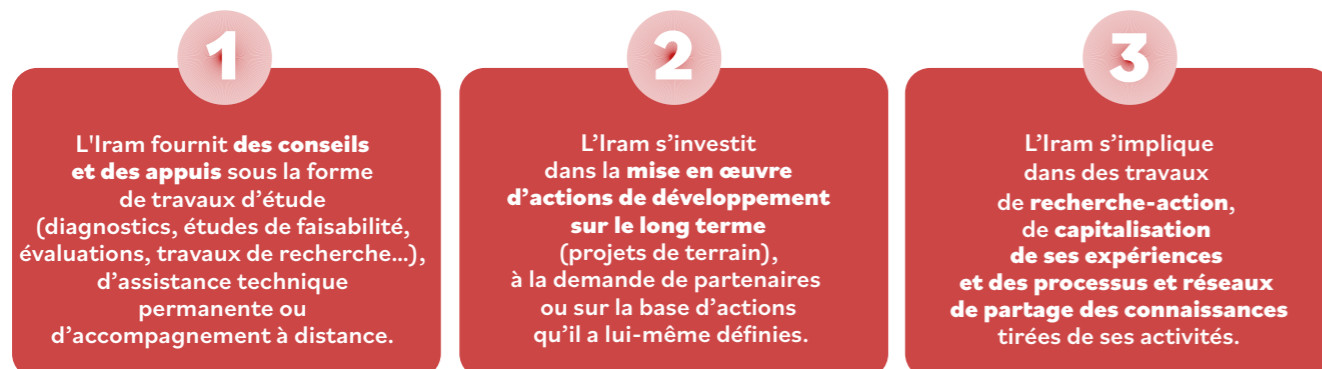 1
L'Iram fournit des conseils
et des appuis sous la forme
de travaux d’étude
(diagnostics, études de faisabilité,
évaluations, travaux de recherche…),
d’assistance technique
permanente ou
d’accompagnement à distance.
2
L’Iram s’investit
dans la mise en œuvre
d’actions de développement
sur le long terme
(projets de terrain),
à la demande de partenaires
ou sur la base d’actions
qu’il a lui-même définies.
3
L’Iram s’implique
dans des travaux
de recherche-action,
de capitalisation
de ses expériences
et des processus et réseaux
de partage des connaissances
tirées de ses activités.